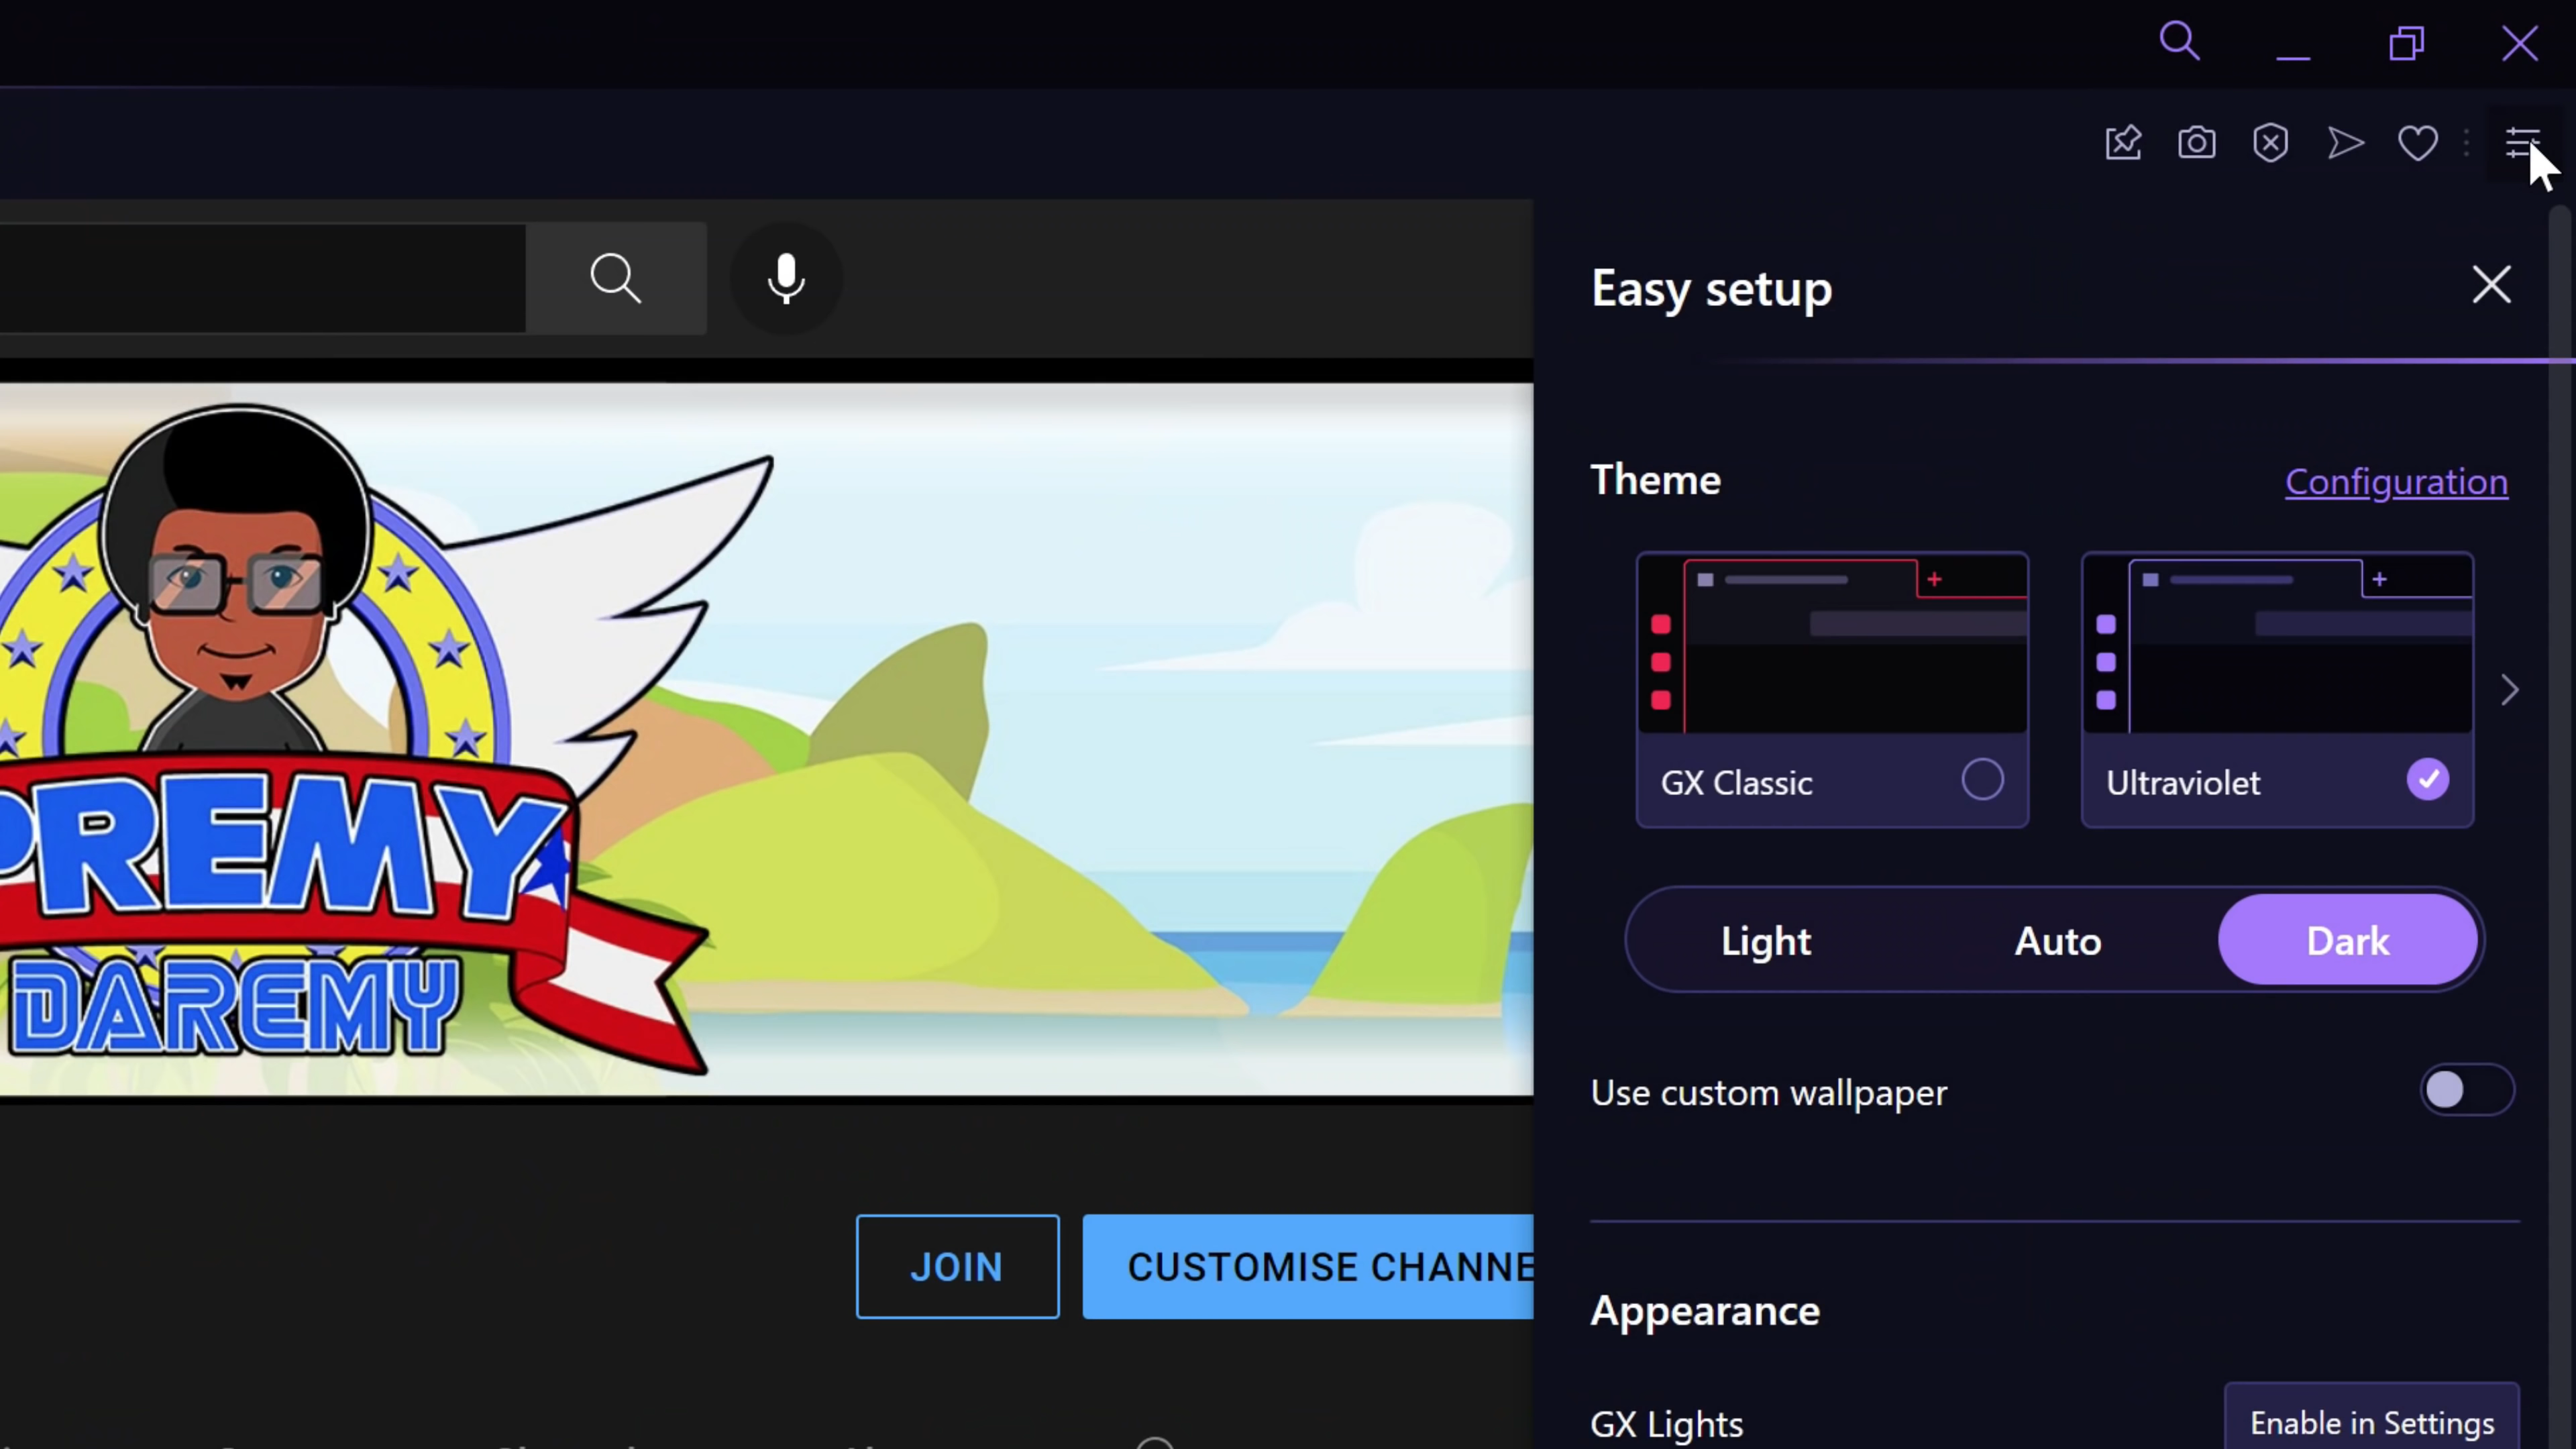 Easy setup
Theme
Configuration
GX Classic
Ultraviolet
Light
Auto
Dark
Use custom wallpaper
Appearance
GX Lights
Enable in Settings
REMY
DAREMY
JOIN
CUSTOMISE CHANNE